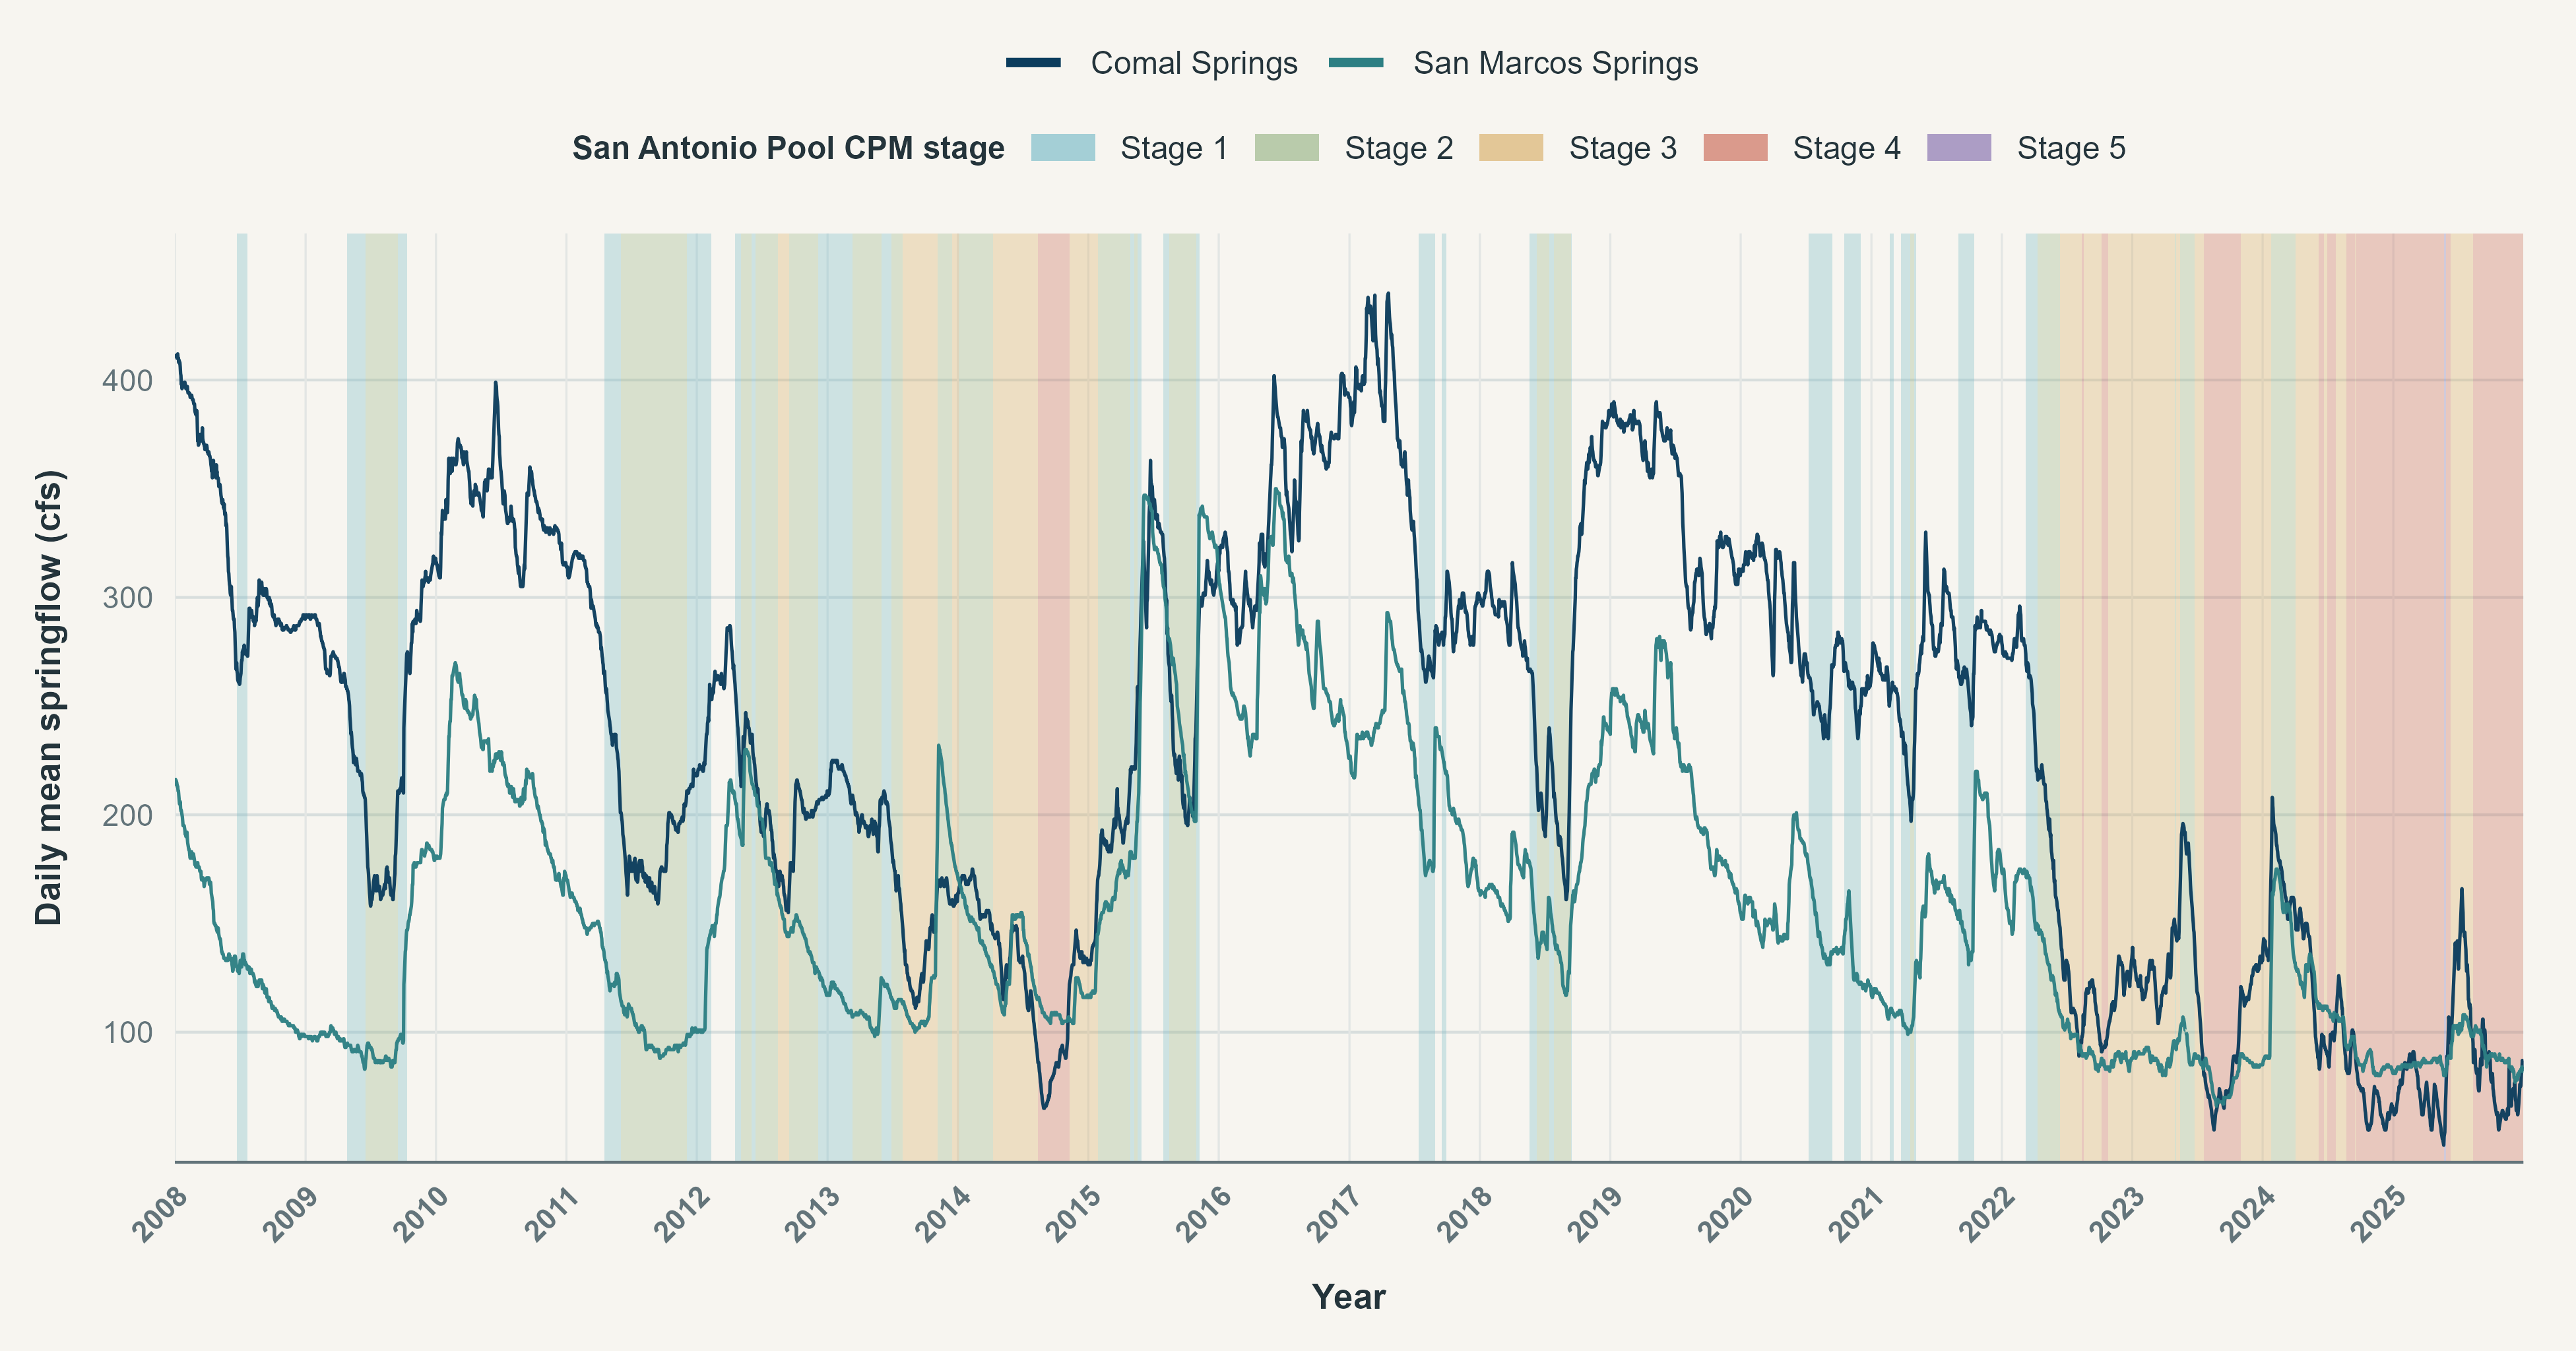 Comal Springs San Marcos Springs
San Antonio Pool CPM stage Stage 1 Stage 2 Stage 3 Stage 4 Stage 5
Daily mean springflow (cfs)
400
300
200
100
2008 2009 2010 2011 2012 2013 2014 2015 2016 2017 2018 2019 2020 2021 2022 2023 2024 2025
Year